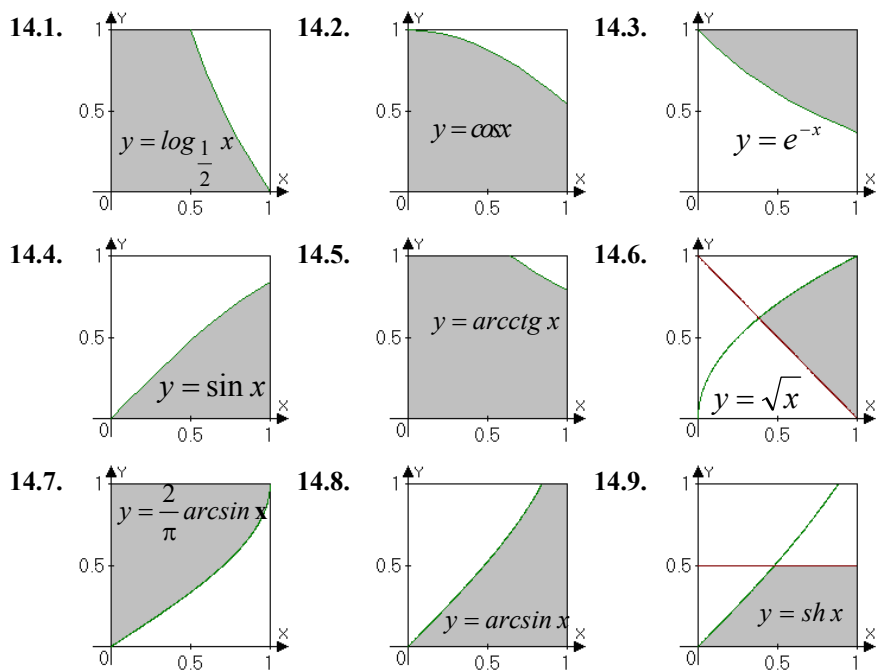 14.1. 1 Y 0.5 y = log_{1/2} x 0 0.5 1 X
14.2. 1 Y 0.5 y = cosx 0 0.5 1 X
14.3. 1 Y 0.5 y = e^{-x} 0 0.5 1 X
14.4. 1 Y 0.5 y = sin x 0 0.5 1 X
14.5. 1 Y 0.5 y = arcctg x 0 0.5 1 X
14.6. 1 Y 0.5 y = √x 0 0.5 1 X
14.7. 1 Y y = 2/π arcsin x 0.5 0 0.5 1 X
14.8. 1 Y 0.5 y = arcsin x 0 0.5 1 X
14.9. 1 Y 0.5 y = sh x 0 0.5 1 X